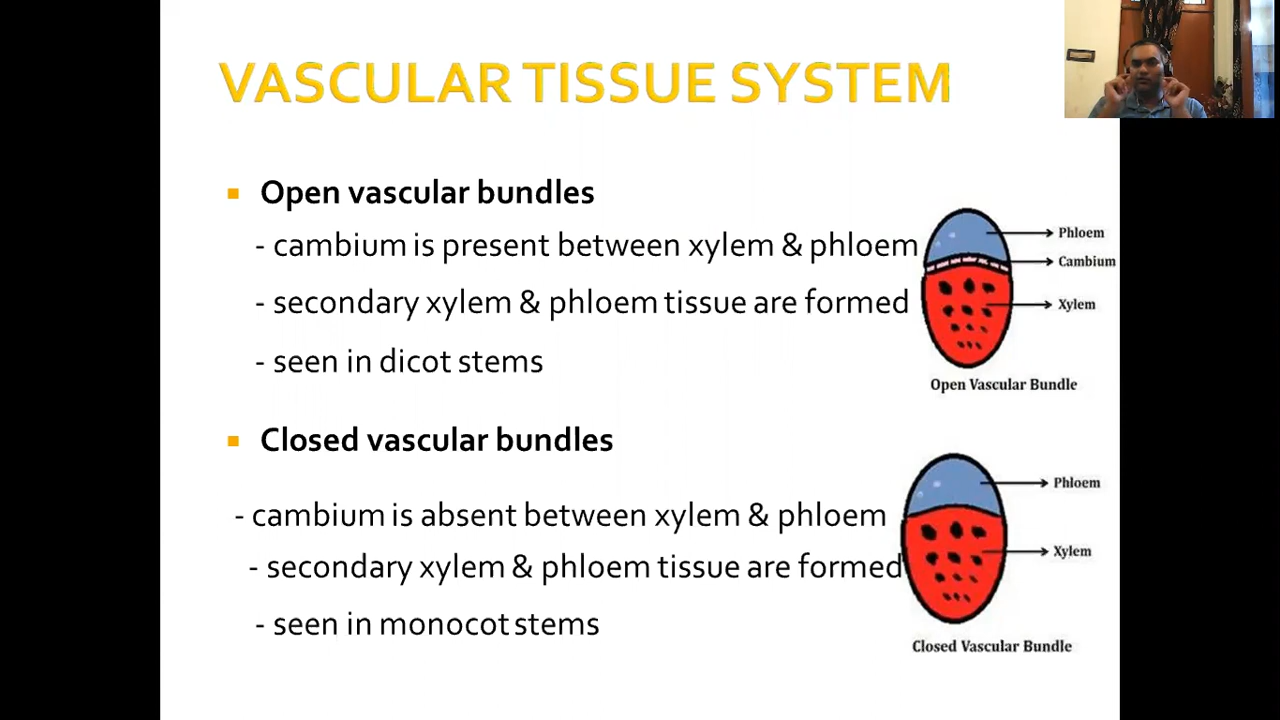 VASCULAR TISSUE SYSTEM
Open vascular bundles
- cambium is present between xylem & phloem
- secondary xylem & phloem tissue are formed
- seen in dicot stems
Phloem
Cambium
Xylem
Open Vascular Bundle
Closed vascular bundles
- cambium is absent between xylem & phloem
- secondary xylem & phloem tissue are formed
- seen in monocot stems
Phloem
Xylem
Closed Vascular Bundle